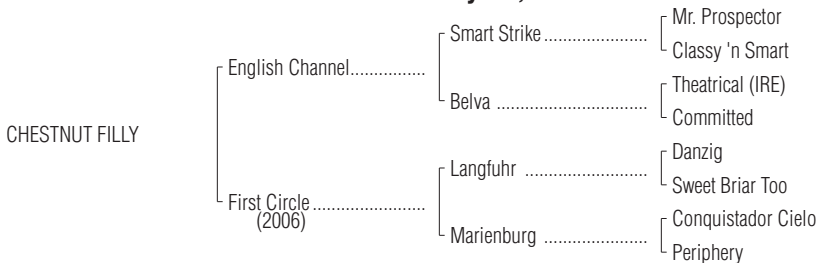 Mr. Prospector
Smart Strike..................
Classy 'n Smart
English Channel................
Theatrical (IRE)
Belva ..........................
Committed
CHESTNUT FILLY
Danzig
Langfuhr .....................
Sweet Briar Too
First Circle ......................
(2006)
Conquistador Cielo
Marienburg ..................
Periphery